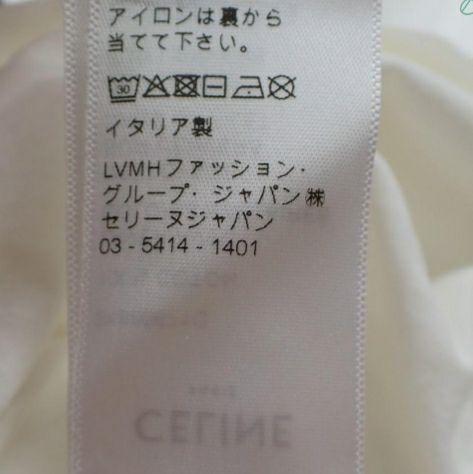 アイロンは裏から
当てて下さい。
30
イタリア製
LVMHファッション・
グループ・ジャパン㈱
セリーヌジャパン
03 - 5414 - 1401
CELINE